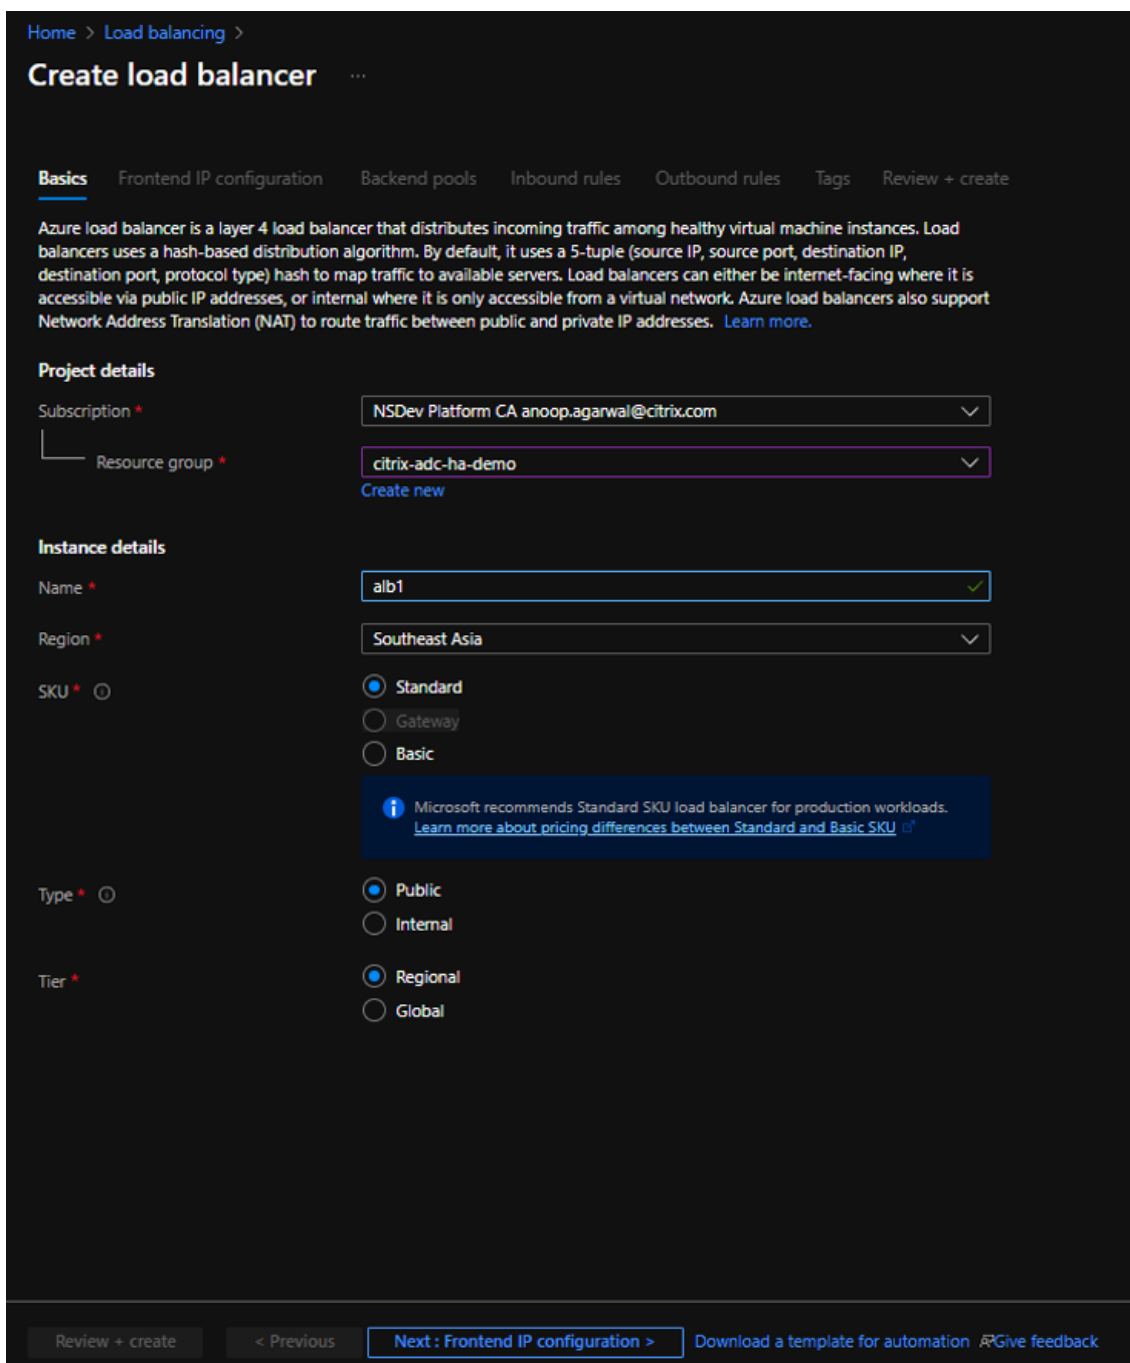 Home > Load balancing >
Create load balancer ...
Basics Frontend IP configuration Backend pools Inbound rules Outbound rules Tags Review + create
Azure load balancer is a layer 4 load balancer that distributes incoming traffic among healthy virtual machine instances. Load
balancers uses a hash-based distribution algorithm. By default, it uses a 5-tuple (source IP, source port, destination IP,
destination port, protocol type) hash to map traffic to available servers. Load balancers can either be internet-facing where it is
accessible via public IP addresses, or internal where it is only accessible from a virtual network. Azure load balancers also support
Network Address Translation (NAT) to route traffic between public and private IP addresses. Learn more.
Project details
Subscription * NSDev Platform CA anoop.agarwal@citrix.com
Resource group * citrix-adc-ha-demo
Create new
Instance details
Name * alb1
Region * Southeast Asia
SKU * Standard
Gateway
Basic
Microsoft recommends Standard SKU load balancer for production workloads.
Learn more about pricing differences between Standard and Basic SKU
Type * Public
Internal
Tier * Regional
Global
Review + create < Previous Next : Frontend IP configuration > Download a template for automation Give feedback